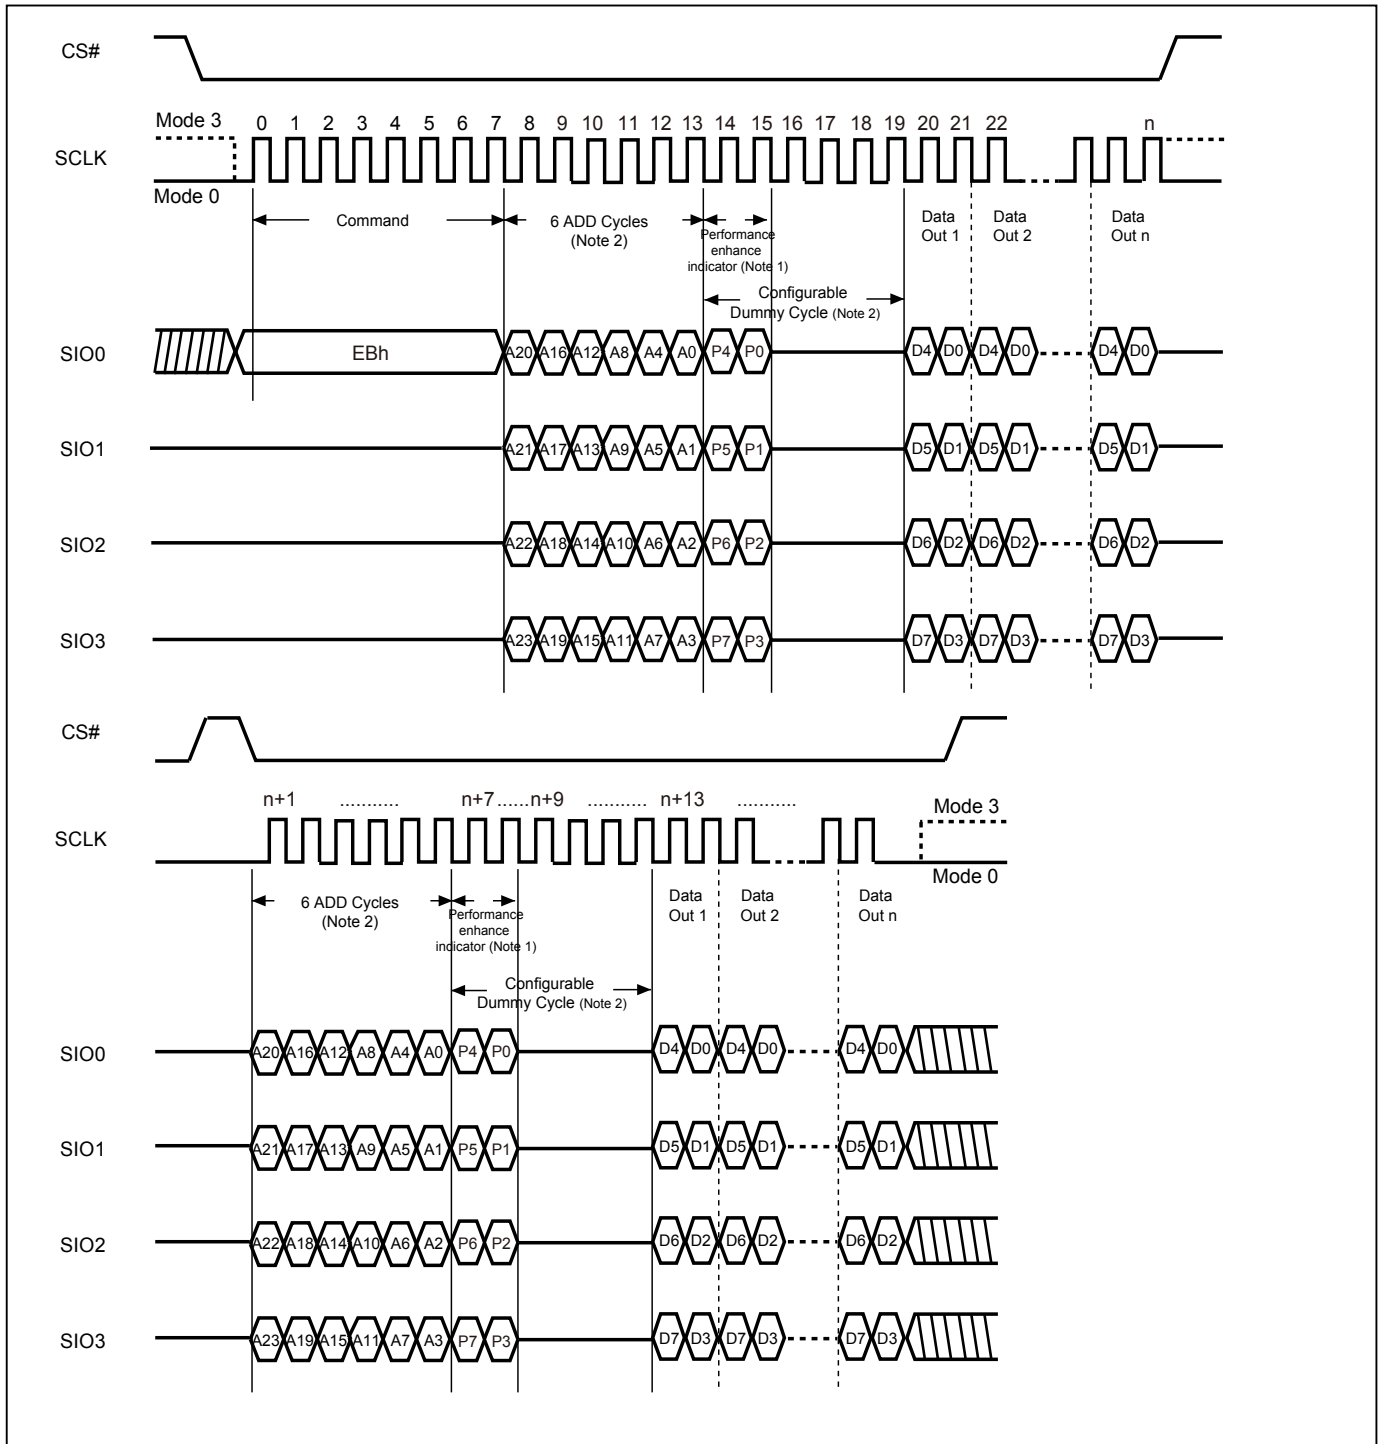 CS#
Mode 3
0 1 2 3 4 5 6 7 8 9 10 11 12 13 14 15 16 17 18 19 20 21 22 n
SCLK
Mode 0
Command
6 ADD Cycles
(Note 2)
Performance
enhance
indicator (Note 1)
Data
Out 1
Data
Out 2
Data
Out n
Configurable
Dummy Cycle (Note 2)
SIO0 EBh A20 A16 A12 A8 A4 A0 P4 P0 D4 D0 D4 D0 D4 D0
SIO1 A21 A17 A13 A9 A5 A1 P5 P1 D5 D1 D5 D1 D5 D1
SIO2 A22 A18 A14 A10 A6 A2 P6 P2 D6 D2 D6 D2 D6 D2
SIO3 A23 A19 A15 A11 A7 A3 P7 P3 D7 D3 D7 D3 D7 D3
CS#
n+1 ........... n+7 ......n+9 ........... n+13 ...........
Mode 3
SCLK
Mode 0
6 ADD Cycles
(Note 2)
Performance
enhance
indicator (Note 1)
Data
Out 1
Data
Out 2
Data
Out n
Configurable
Dummy Cycle (Note 2)
SIO0 A20 A16 A12 A8 A4 A0 P4 P0 D4 D0 D4 D0 D4 D0
SIO1 A21 A17 A13 A9 A5 A1 P5 P1 D5 D1 D5 D1 D5 D1
SIO2 A22 A18 A14 A10 A6 A2 P6 P2 D6 D2 D6 D2 D6 D2
SIO3 A23 A19 A15 A11 A7 A3 P7 P3 D7 D3 D7 D3 D7 D3